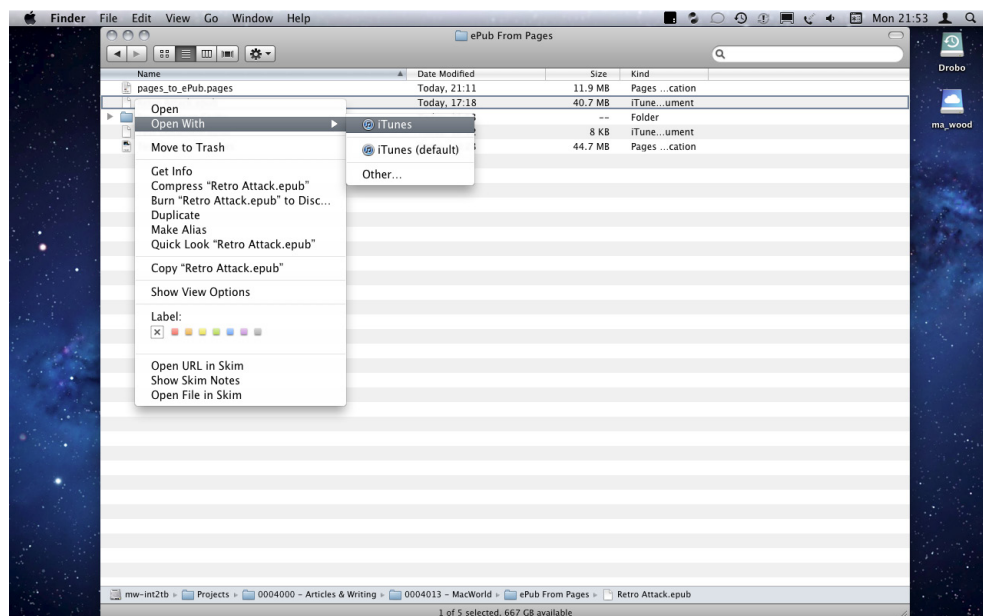 Finder File Edit View Go Window Help Mon 21:53
ePub From Pages
Drobo
ma_wood
Name Date Modified Size Kind
pages_to_ePub.pages Today, 21:11 11.9 MB Pages ...cation
Today, 17:18 40.7 MB iTune...ument
-- Folder
8 KB iTune...ument
44.7 MB Pages ...cation
Open
Open With
iTunes
iTunes (default)
Other...
Move to Trash
Get Info
Compress “Retro Attack.epub”
Burn “Retro Attack.epub” to Disc...
Duplicate
Make Alias
Quick Look “Retro Attack.epub”
Copy “Retro Attack.epub”
Show View Options
Label:
Open URL in Skim
Show Skim Notes
Open File in Skim
mw-int2tb Projects 0004000 - Articles & Writing 0004013 - MacWorld ePub From Pages Retro Attack.epub
1 of 5 selected, 667 GB available